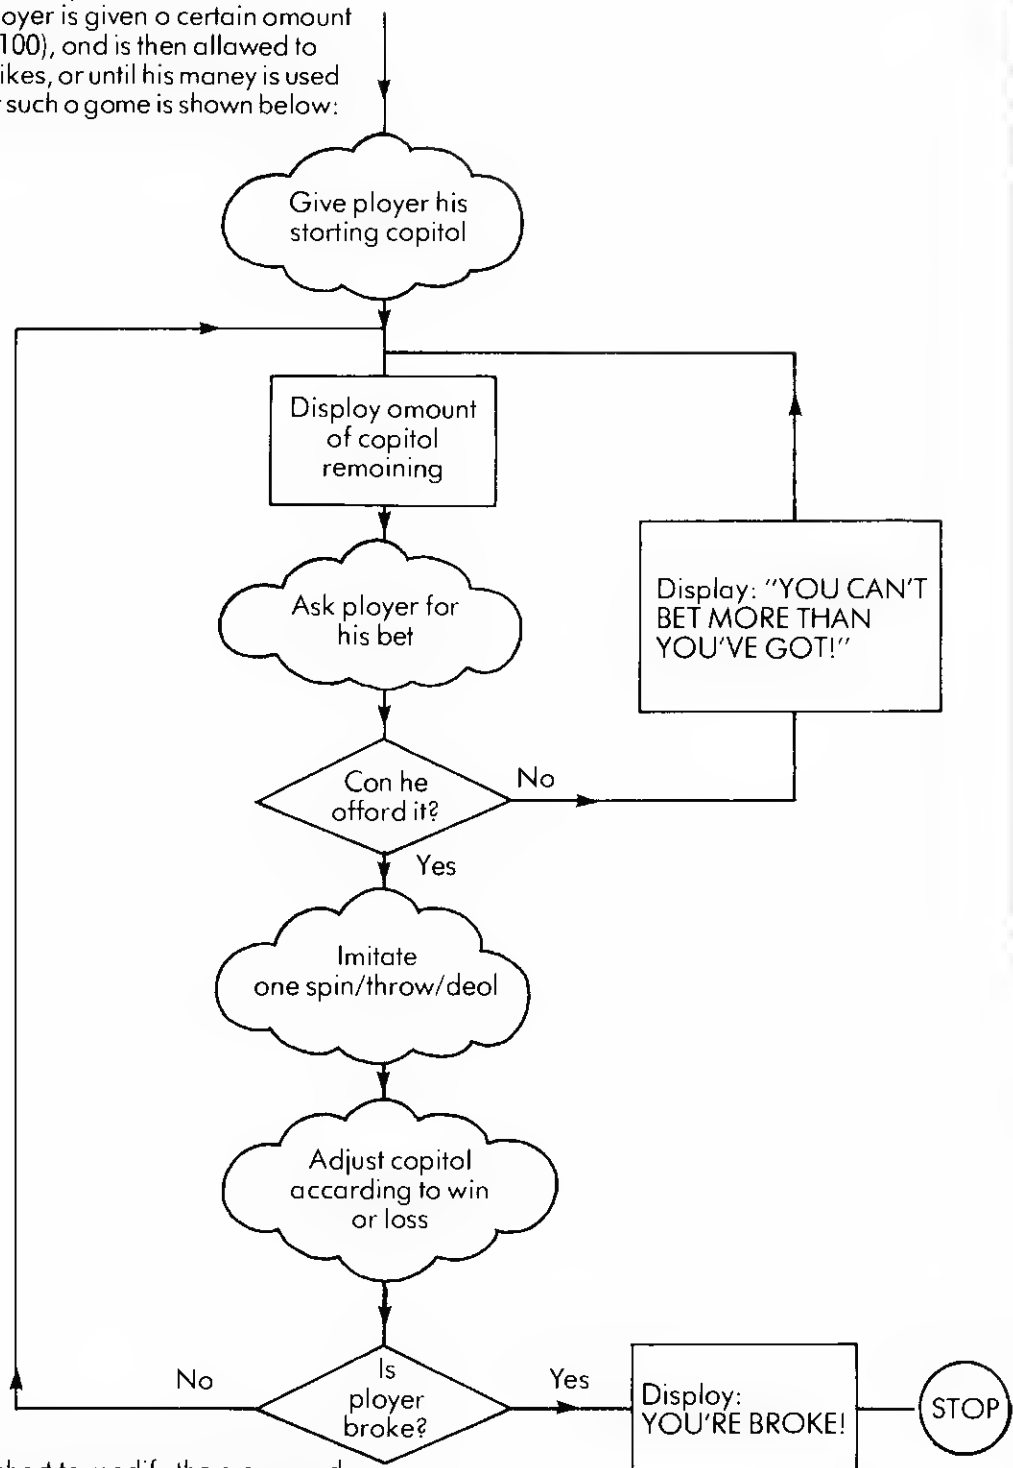 oyer is given o certain omount
100), ond is then allawed to
ikes, or until his maney is used
such o gome is shown below:
Give ployer his
storting copitol
Disploy omount
of copitol
remoining
Ask ployer for
his bet
Display: "YOU CAN'T
BET MORE THAN
YOU'VE GOT!"
Con he
offord it?
No
Yes
Imitate
one spin/throw/deol
Adjust copitol
accarding to win
or loss
Is
ployer
broke?
No
Yes
Display:
YOU'RE BROKE!
STOP